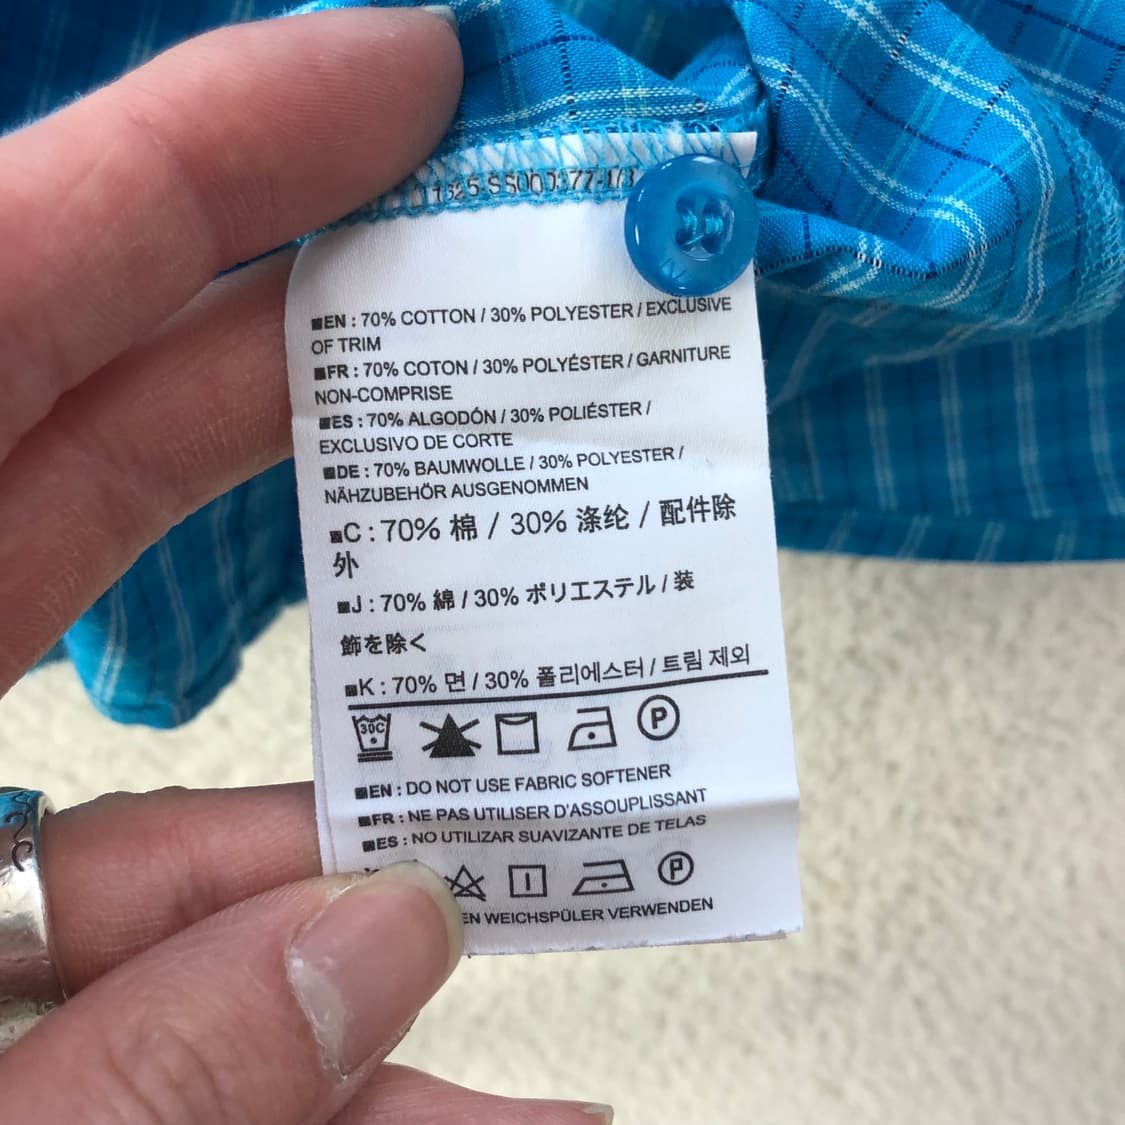 ■EN : 70% COTTON / 30% POLYESTER / EXCLUSIVE
OF TRIM
■FR : 70% COTON / 30% POLYÉSTER / GARNITURE
NON-COMPRISE
■ES : 70% ALGODÓN / 30% POLIÉSTER /
EXCLUSIVO DE CORTE
■DE : 70% BAUMWOLLE / 30% POLYESTER /
NÄHZUBEHÖR AUSGENOMMEN
■C : 70% 棉 / 30% 涤纶 / 配件除
外
■J : 70% 綿 / 30% ポリエステル / 装
飾を除く
■K : 70% 면 / 30% 폴리에스터 / 트림 제외
30C P
■EN : DO NOT USE FABRIC SOFTENER
■FR : NE PAS UTILISER D'ASSOUPLISSANT
■ES : NO UTILIZAR SUAVIZANTE DE TELAS
P
WEICHSPÜLER VERWENDEN